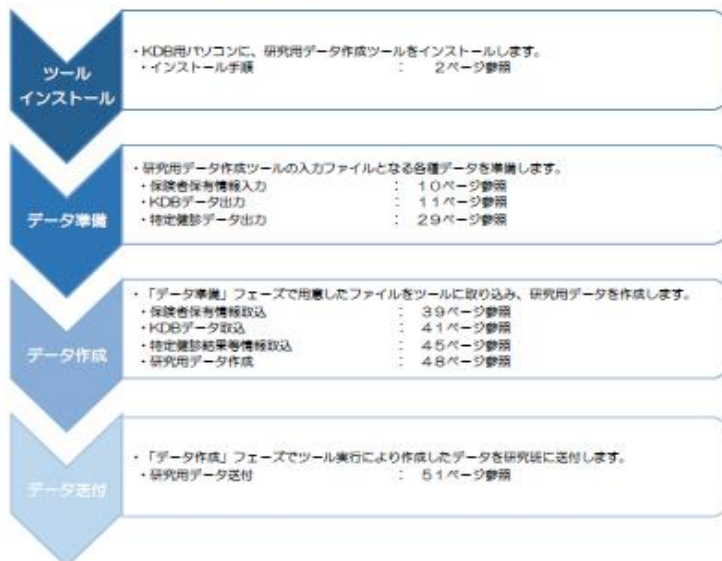 ツール
インストール
・KDB用パソコンに、研究用データ作成ツールをインストールします。
・インストール手順 : 2ページ参照
データ準備
・研究用データ作成ツールの入力ファイルとなる各種データを準備します。
・保険者保有情報入力 : 10ページ参照
・KDBデータ出力 : 11ページ参照
・特定健診データ出力 : 29ページ参照
データ作成
・「データ準備」フェーズで用意したファイルをツールに取り込み、研究用データを作成します。
・保険者保有情報取込 : 39ページ参照
・KDBデータ取込 : 41ページ参照
・特定健診結果等情報取込 : 45ページ参照
・研究用データ作成 : 48ページ参照
データ送付
・「データ作成」フェーズでツール実行により作成したデータを研究班に送付します。
・研究用データ送付 : 51ページ参照